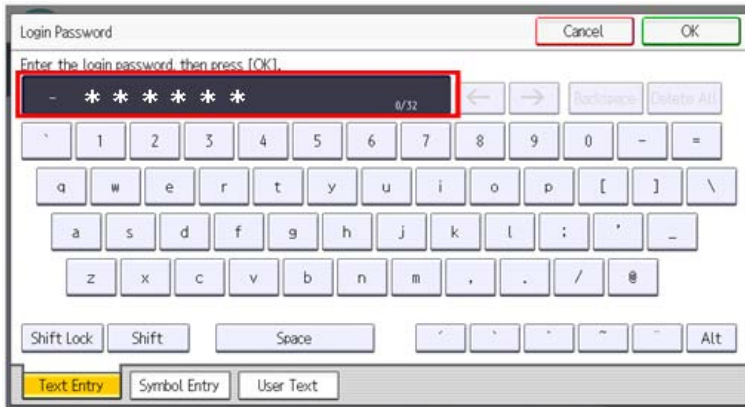 Login Password Cancel OK
Enter the login password, then press [OK].
- ****** 0/32 ← → Backspace Delete All
` 1 2 3 4 5 6 7 8 9 0 - =
q w e r t y u i o p [ ] \
a s d f g h j k l ; ' _
z x c v b n m , . / @
Shift Lock Shift Space ´ ` ^ ~ ¨ Alt
Text Entry Symbol Entry User Text